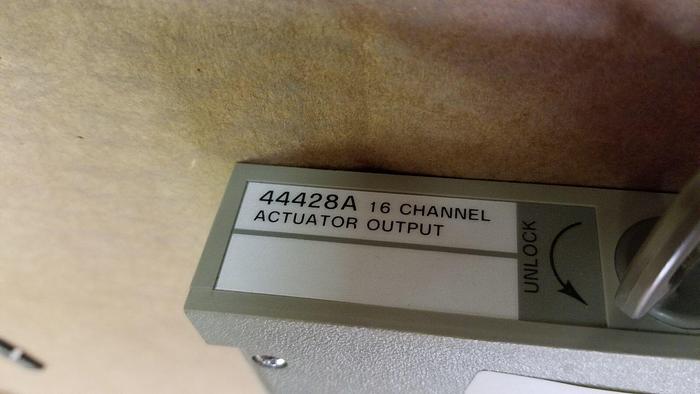 44428A 16 CHANNEL
ACTUATOR OUTPUT
UNLOCK